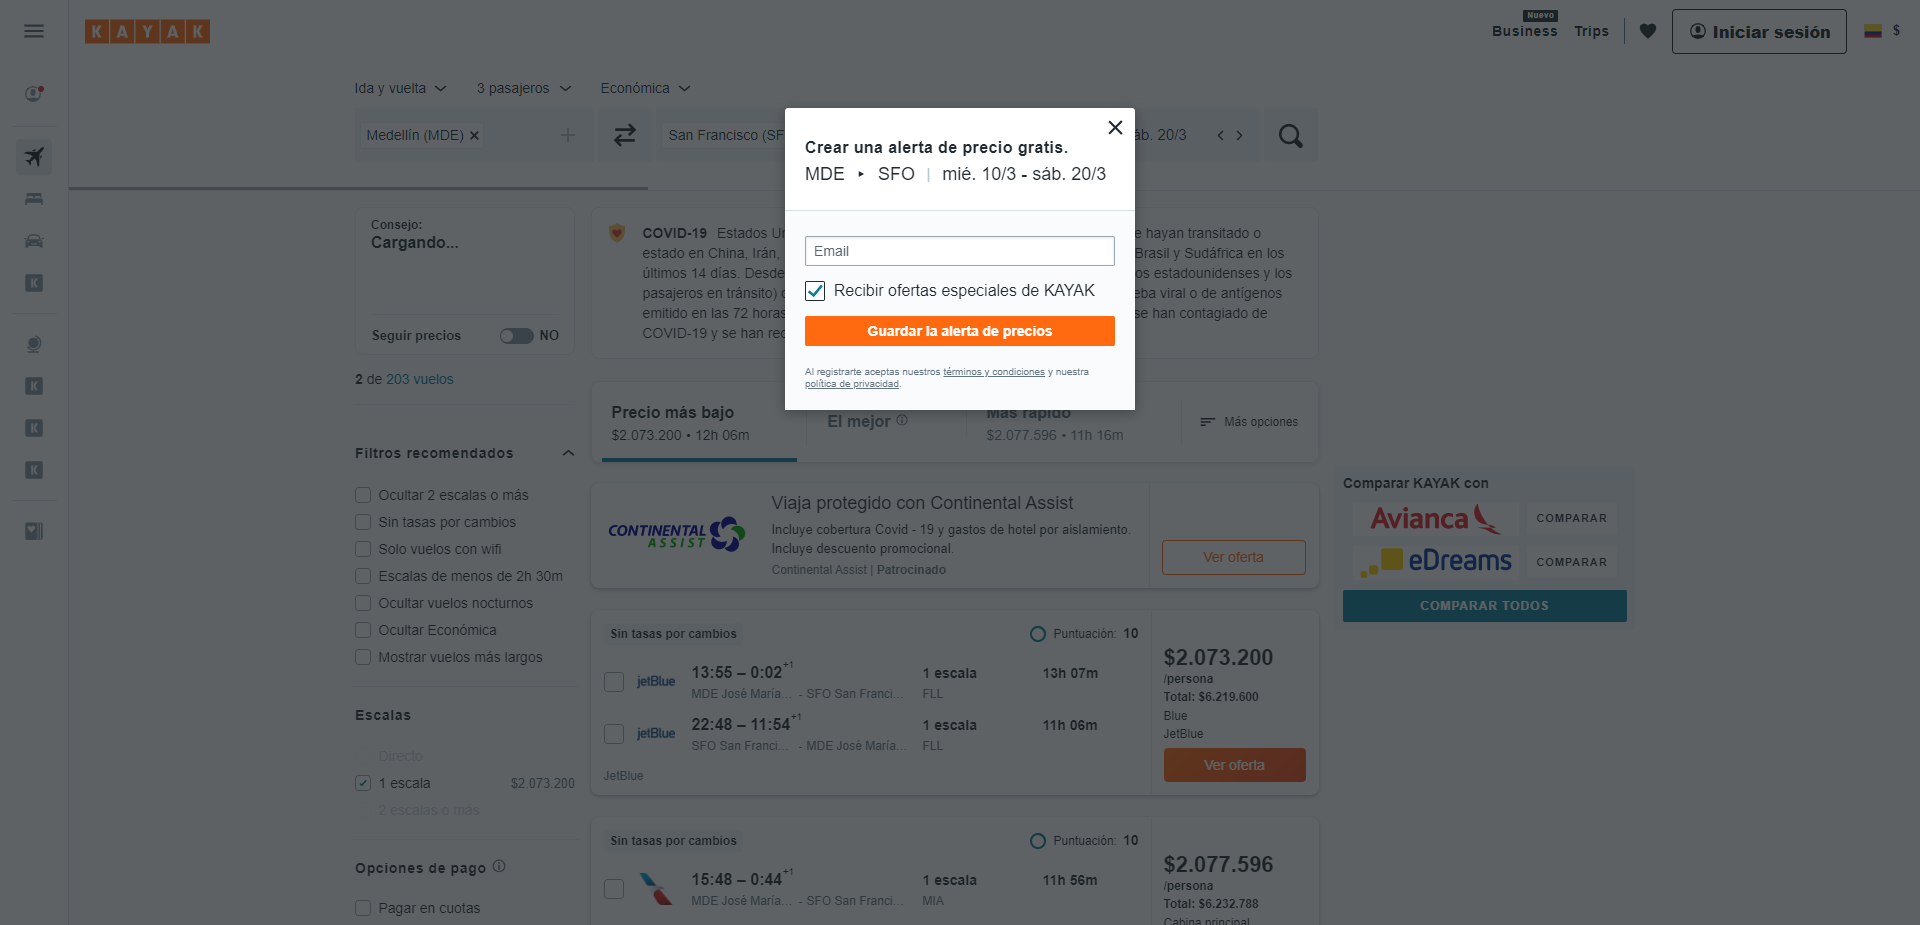 KAYAK
Nuevo
Business
Trips
Iniciar sesión
$
Ida y vuelta
3 pasajeros
Económica
Medellín (MDE)
San Francisco (SF
áb. 20/3
Crear una alerta de precio gratis.
MDE ▸ SFO | mié. 10/3 - sáb. 20/3
Email
Recibir ofertas especiales de KAYAK
Guardar la alerta de precios
Al registrarte aceptas nuestros términos y condiciones y nuestra
política de privacidad.
Consejo:
Cargando...
Seguir precios
NO
2 de 203 vuelos
COVID-19 Estados Un
e hayan transitado o
estado en China, Irán,
Brasil y Sudáfrica en los
últimos 14 días. Desde
os estadounidenses y los
pasajeros en tránsito)
eba viral o de antígenos
emitido en las 72 horas
se han contagiado de
COVID-19 y se han rec
Precio más bajo
$2.073.200 • 12h 06m
El mejor
Más rápido
$2.077.596 • 11h 16m
Más opciones
Filtros recomendados
Ocultar 2 escalas o más
Sin tasas por cambios
Solo vuelos con wifi
Escalas de menos de 2h 30m
Ocultar vuelos nocturnos
Ocultar Económica
Mostrar vuelos más largos
Escalas
Directo
1 escala
$2.073.200
2 escalas o más
Opciones de pago
Pagar en cuotas
CONTINENTAL
ASSIST
Viaja protegido con Continental Assist
Incluye cobertura Covid - 19 y gastos de hotel por aislamiento.
Incluye descuento promocional.
Continental Assist | Patrocinado
Ver oferta
Sin tasas por cambios
Puntuación: 10
jetBlue
13:55 – 0:02+1
1 escala
13h 07m
MDE José María... - SFO San Franci...
FLL
jetBlue
22:48 – 11:54+1
1 escala
11h 06m
SFO San Franci... - MDE José María...
FLL
JetBlue
$2.073.200
/persona
Total: $6.219.600
Blue
JetBlue
Ver oferta
Sin tasas por cambios
Puntuación: 10
15:48 – 0:44+1
1 escala
11h 56m
MDE José María... - SFO San Franci...
MIA
$2.077.596
/persona
Total: $6.232.788
Cabina principal
Comparar KAYAK con
Avianca
COMPARAR
eDreams
COMPARAR
COMPARAR TODOS